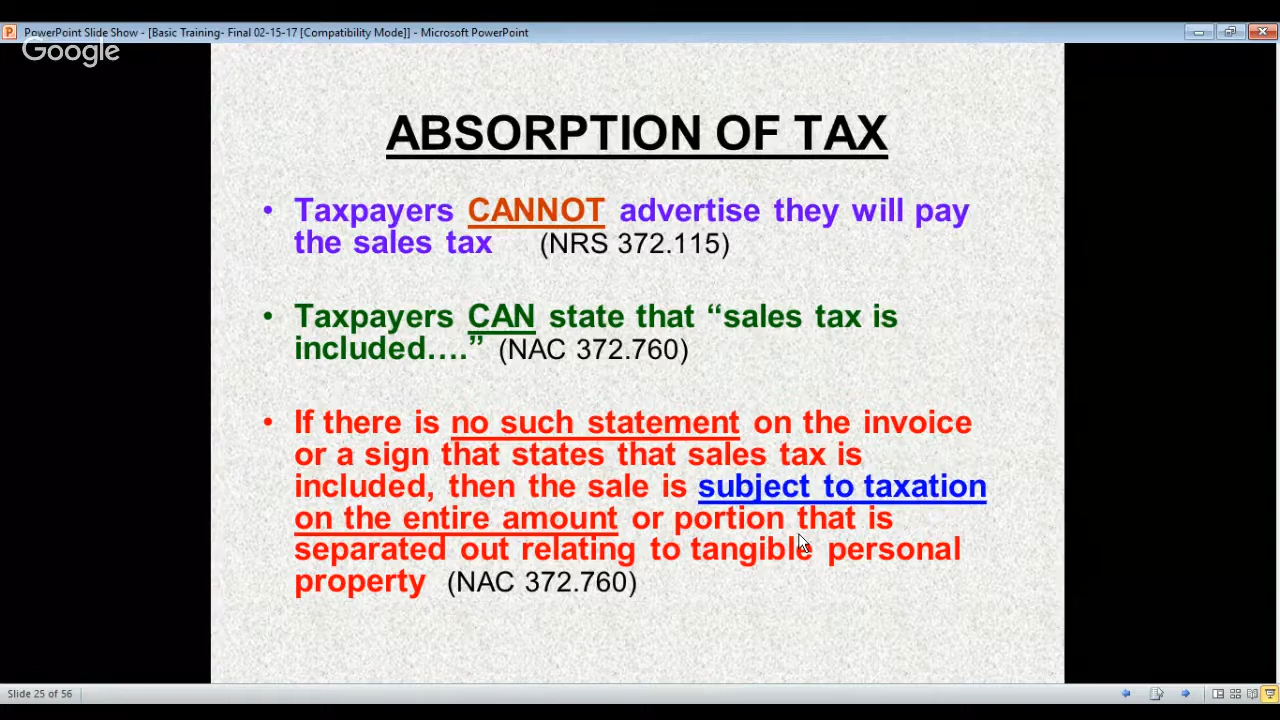 PowerPoint Slide Show - [Basic Training- Final 02-15-17 [Compatibility Mode]] - Microsoft PowerPoint
Google
ABSORPTION OF TAX
• Taxpayers CANNOT advertise they will pay
the sales tax (NRS 372.115)
• Taxpayers CAN state that “sales tax is
included….” (NAC 372.760)
• If there is no such statement on the invoice
or a sign that states that sales tax is
included, then the sale is subject to taxation
on the entire amount or portion that is
separated out relating to tangible personal
property (NAC 372.760)
Slide 25 of 56